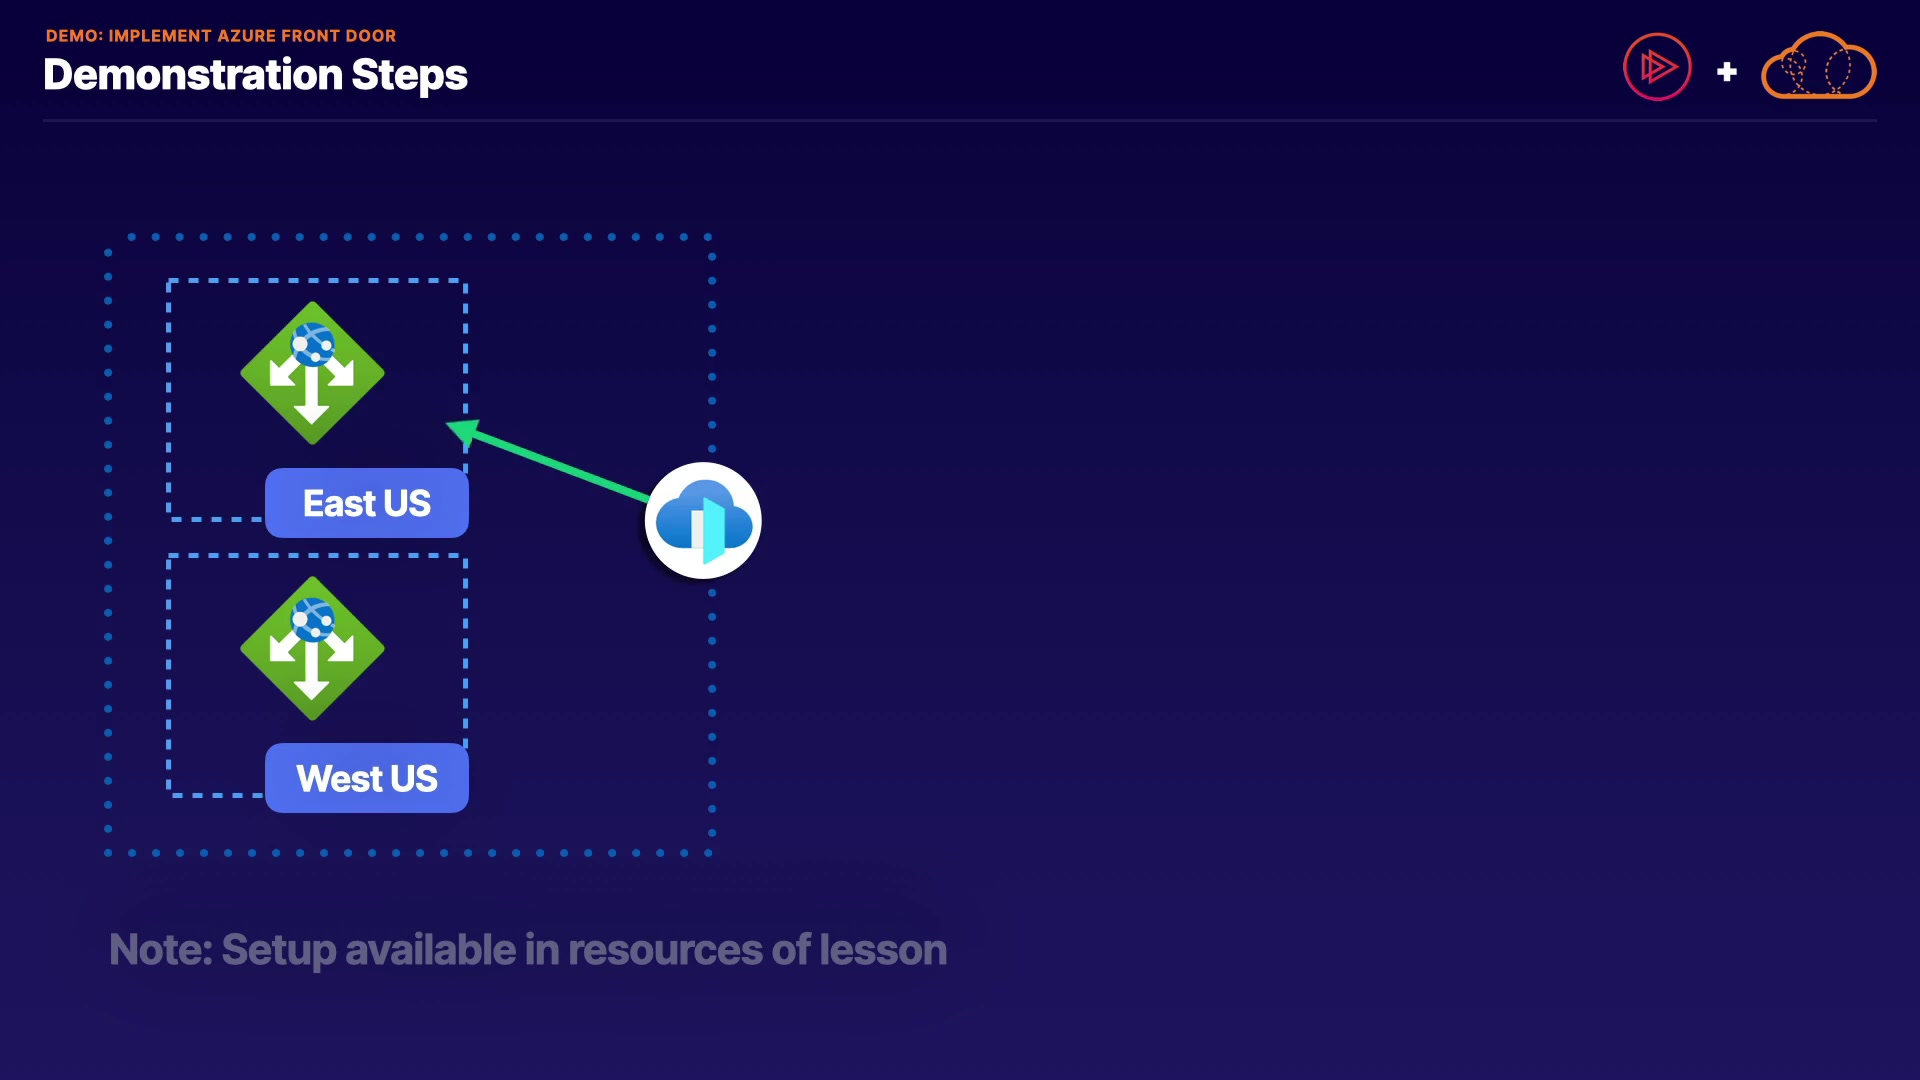 DEMO: IMPLEMENT AZURE FRONT DOOR
Demonstration Steps
East US
West US
Note: Setup available in resources of lesson